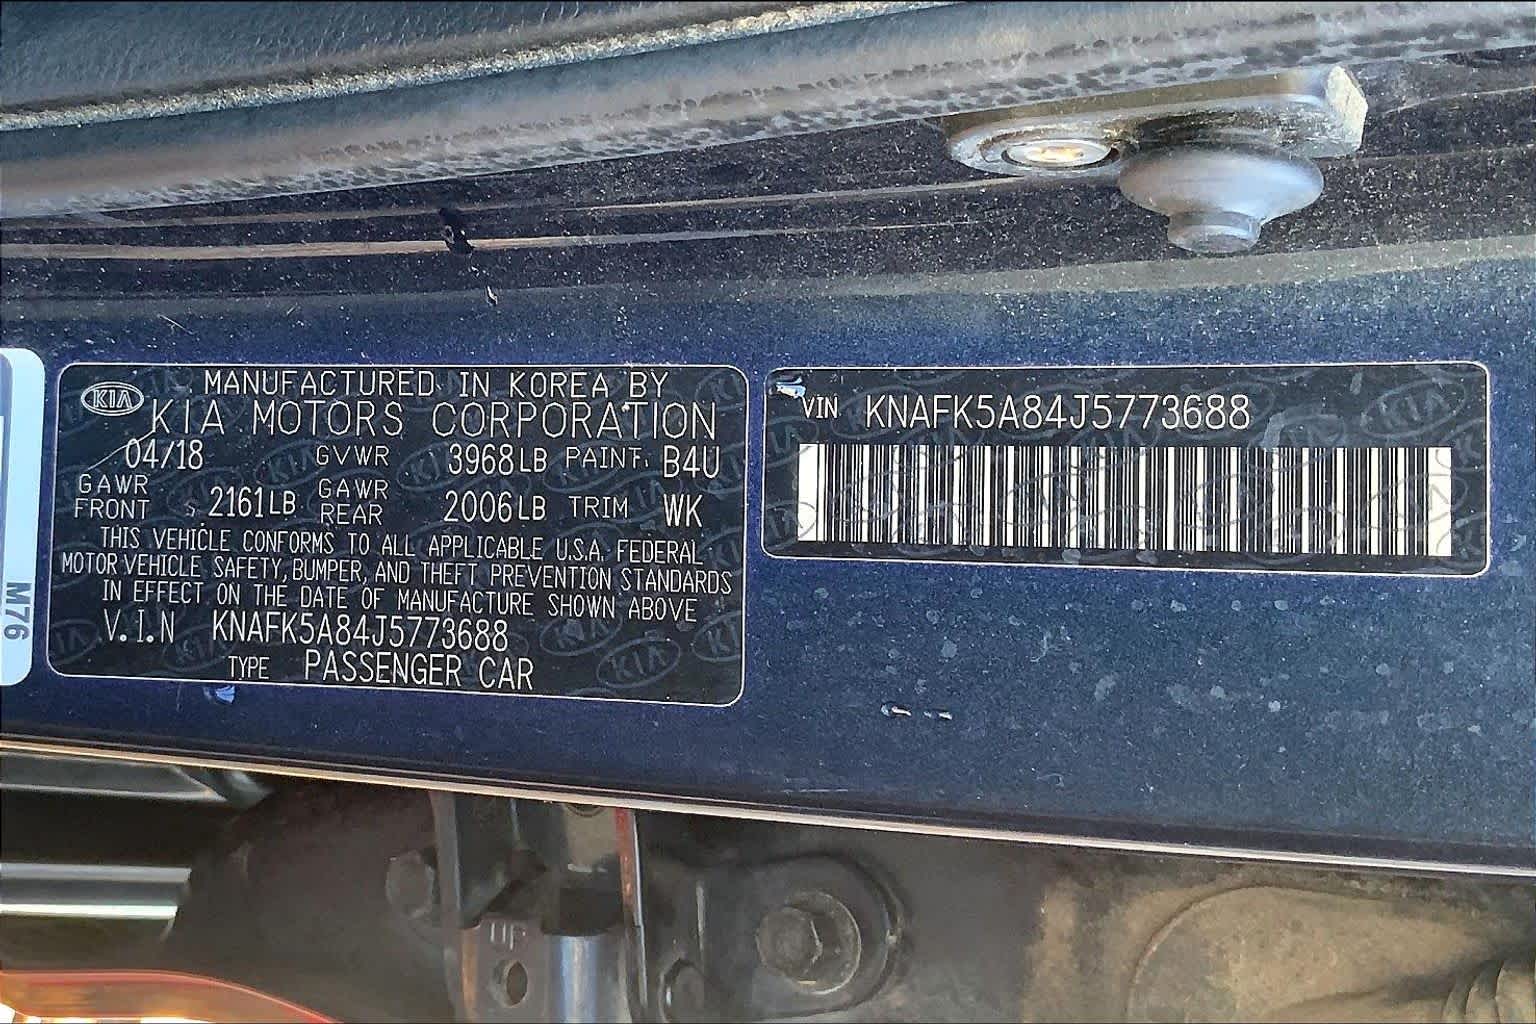 KIA
MANUFACTURED IN KOREA BY
KIA MOTORS CORPORATION
04/18 GVWR 3968LB PAINT. B4U
GAWR FRONT 2161LB GAWR REAR 2006LB TRIM WK
THIS VEHICLE CONFORMS TO ALL APPLICABLE U.S.A. FEDERAL
MOTOR VEHICLE SAFETY, BUMPER, AND THEFT PREVENTION STANDARDS
IN EFFECT ON THE DATE OF MANUFACTURE SHOWN ABOVE
V.I.N KNAFK5A84J5773688
TYPE PASSENGER CAR
VIN KNAFK5A84J5773688
M76
UP